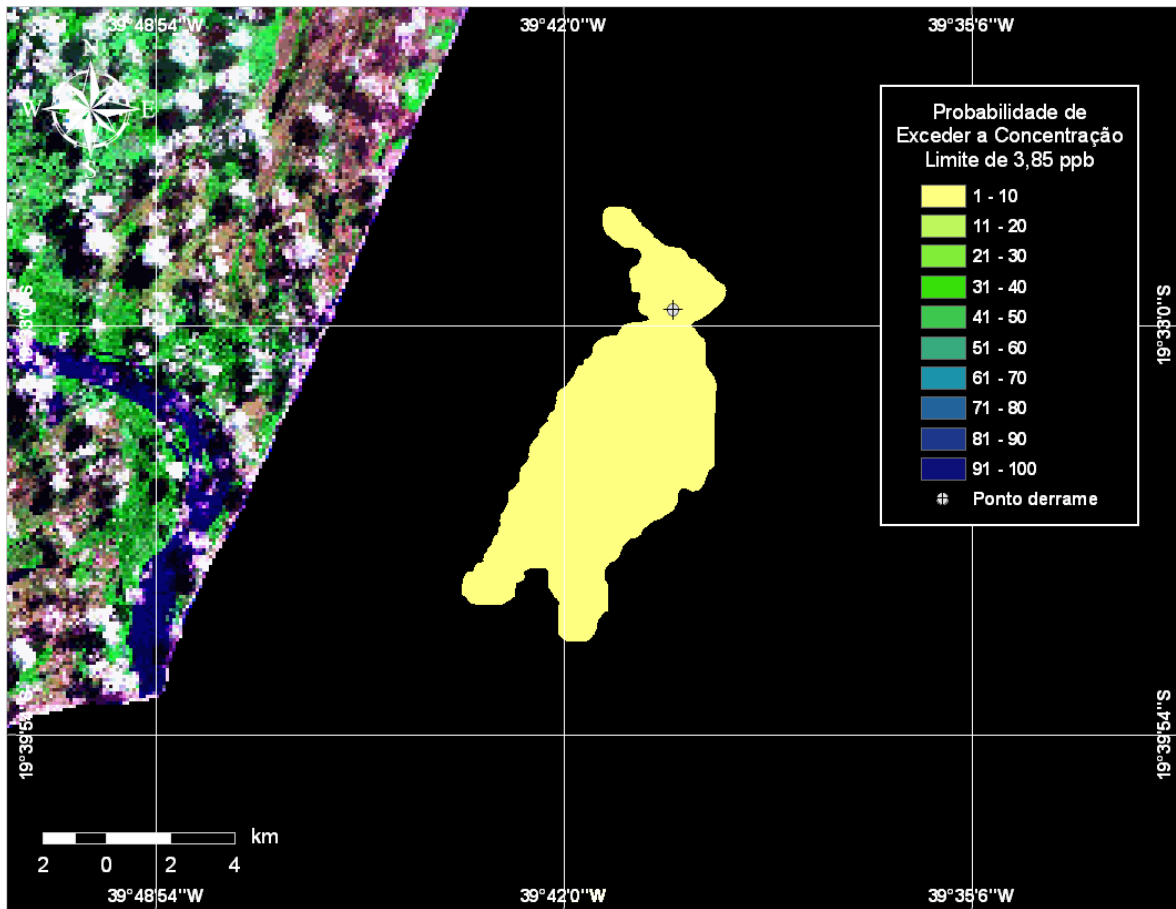 39°48'54"W 39°42'0"W 39°35'6"W
N
W E
S
Probabilidade de
Exceder a Concentração
Limite de 3,85 ppb
1 - 10
11 - 20
21 - 30
31 - 40
41 - 50
51 - 60
61 - 70
71 - 80
81 - 90
91 - 100
Ponto derrame
19°33'0"S
19°39'54"S 19°39'54"S
km
2 0 2 4
39°48'54"W 39°42'0"W 39°35'6"W